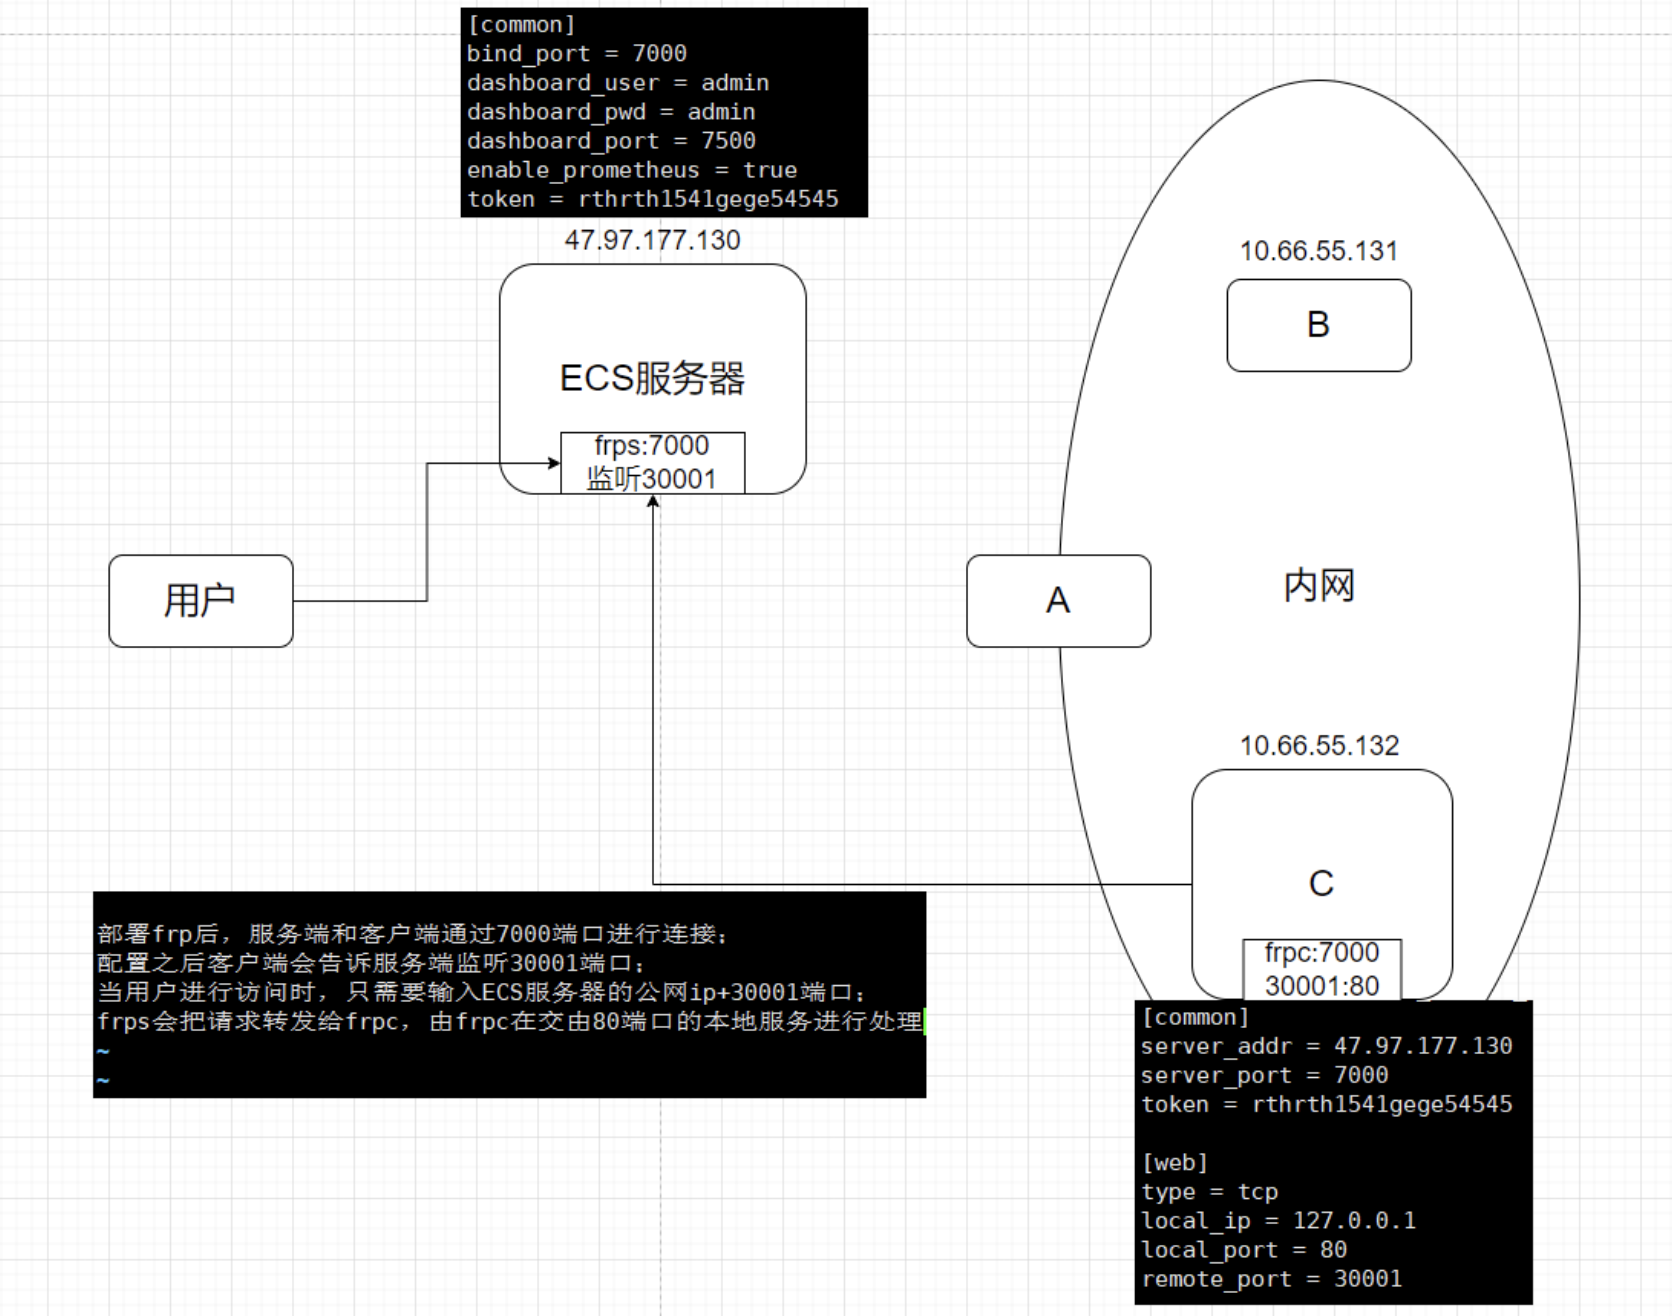 [common]
bind_port = 7000
dashboard_user = admin
dashboard_pwd = admin
dashboard_port = 7500
enable_prometheus = true
token = rthrth1541gege54545
47.97.177.130
ECS服务器
frps:7000
监听30001
用户
10.66.55.131
B
A
内网
10.66.55.132
C
frpc:7000
30001:80
部署frp后，服务端和客户端通过7000端口进行连接；
配置之后客户端会告诉服务端监听30001端口；
当用户进行访问时，只需要输入ECS服务器的公网ip+30001端口；
frps会把请求转发给frpc，由frpc在交由80端口的本地服务进行处理
~
~
[common]
server_addr = 47.97.177.130
server_port = 7000
token = rthrth1541gege54545
[web]
type = tcp
local_ip = 127.0.0.1
local_port = 80
remote_port = 30001